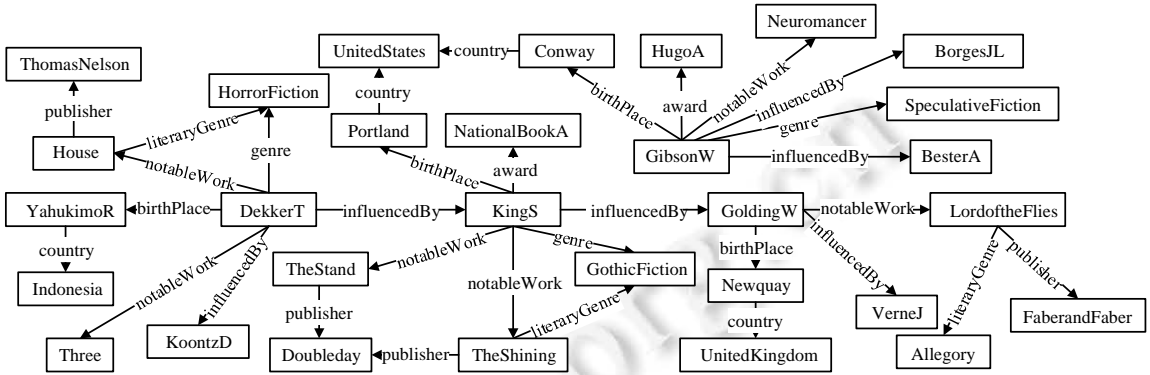 Neuromancer
UnitedStates
country
Conway
HugoA
BorgesJL
ThomasNelson
notableWork
influencedBy
HorrorFiction
country
birthPlace
award
SpeculativeFiction
publisher
literaryGenre
Portland
NationalBookA
genre
House
genre
GibsonW
influencedBy
BesterA
notableWork
birthPlace
award
YahukimoR
birthPlace
DekkerT
influencedBy
KingS
influencedBy
GoldingW
notableWork
LordoftheFlies
country
notableWork
influencedBy
notableWork
genre
birthPlace
influencedBy
literaryGenre
publisher
TheStand
GothicFiction
Indonesia
notableWork
Newquay
publisher
literaryGenre
country
VerneJ
FaberandFaber
Three
KoontzD
Doubleday
publisher
TheShining
UnitedKingdom
Allegory